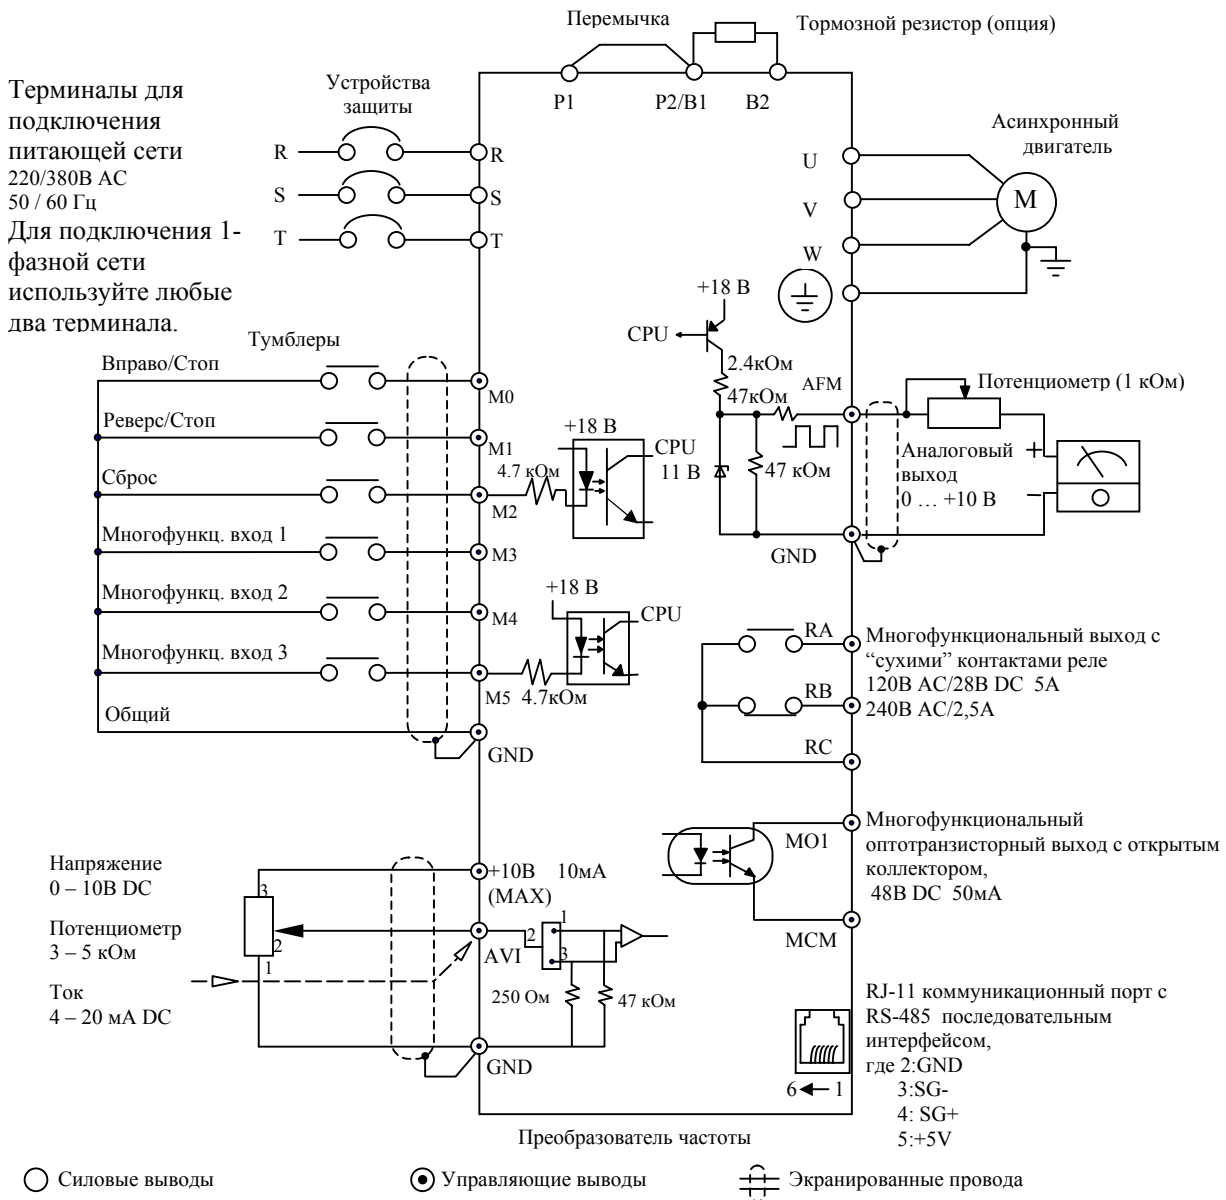 Перемычка
Тормозной резистор (опция)
P1
P2/B1
B2
Терминалы для
подключения
питающей сети
220/380В AC
50 / 60 Гц
Для подключения 1-
фазной сети
используйте любые
два терминала.
Устройства
защиты
R
R
S
S
T
T
Асинхронный
двигатель
U
V
W
M
+18 В
CPU
2.4кОм
47кОм
AFM
11 В
47 кОм
GND
Потенциометр (1 кОм)
Аналоговый
выход
0 … +10 В
+
–
Тумблеры
Вправо/Стоп
M0
Реверс/Стоп
M1
Сброс
M2
Многофункц. вход 1
M3
Многофункц. вход 2
M4
Многофункц. вход 3
M5
Общий
GND
+18 В
4.7 кОм
CPU
+18 В
CPU
4.7кОм
RA
RB
RC
Многофункциональный выход с
“сухими” контактами реле
120В AC/28В DC 5А
240В AC/2,5А
MO1
MCM
Многофункциональный
оптотранзисторный выход с открытым
коллектором,
48В DC 50мА
Напряжение
0 – 10В DC
Потенциометр
3 – 5 кОм
Ток
4 – 20 мА DC
3
2
1
+10В 10мА
(MAX)
AVI
2
1
3
250 Ом
47 кОм
GND
RJ-11 коммуникационный порт с
RS-485 последовательным
интерфейсом,
где 2:GND
3:SG-
4: SG+
5:+5V
6
1
Преобразователь частоты
Силовые выводы
Управляющие выводы
Экранированные провода